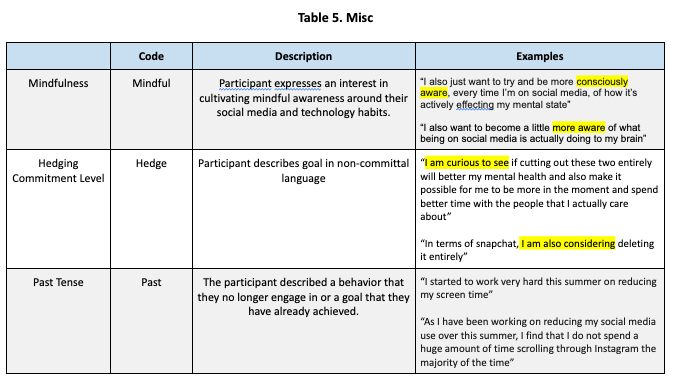 Table 5. Misc
Code
Description
Examples
Mindfulness
Mindful
Participant expresses an interest in
cultivating mindful awareness around their
social media and technology habits.
"I also just want to try and be more consciously
aware, every time I'm on social media, of how it's
actively effecting my mental state"
"I also want to become a little more aware of what
being on social media is actually doing to my brain"
Hedging
Commitment Level
Hedge
Participant describes goal in non-committal
language
"I am curious to see if cutting out these two entirely
will better my mental health and also make it
possible for me to be more in the moment and spend
better time with the people that I actually care
about"
"In terms of snapchat, I am also considering deleting
it entirely"
Past Tense
Past
The participant described a behavior that
they no longer engage in or a goal that they
have already achieved.
"I started to work very hard this summer on reducing
my screen time"
"As I have been working on reducing my social media
use over this summer, I find that I do not spend a
huge amount of time scrolling through Instagram the
majority of the time"